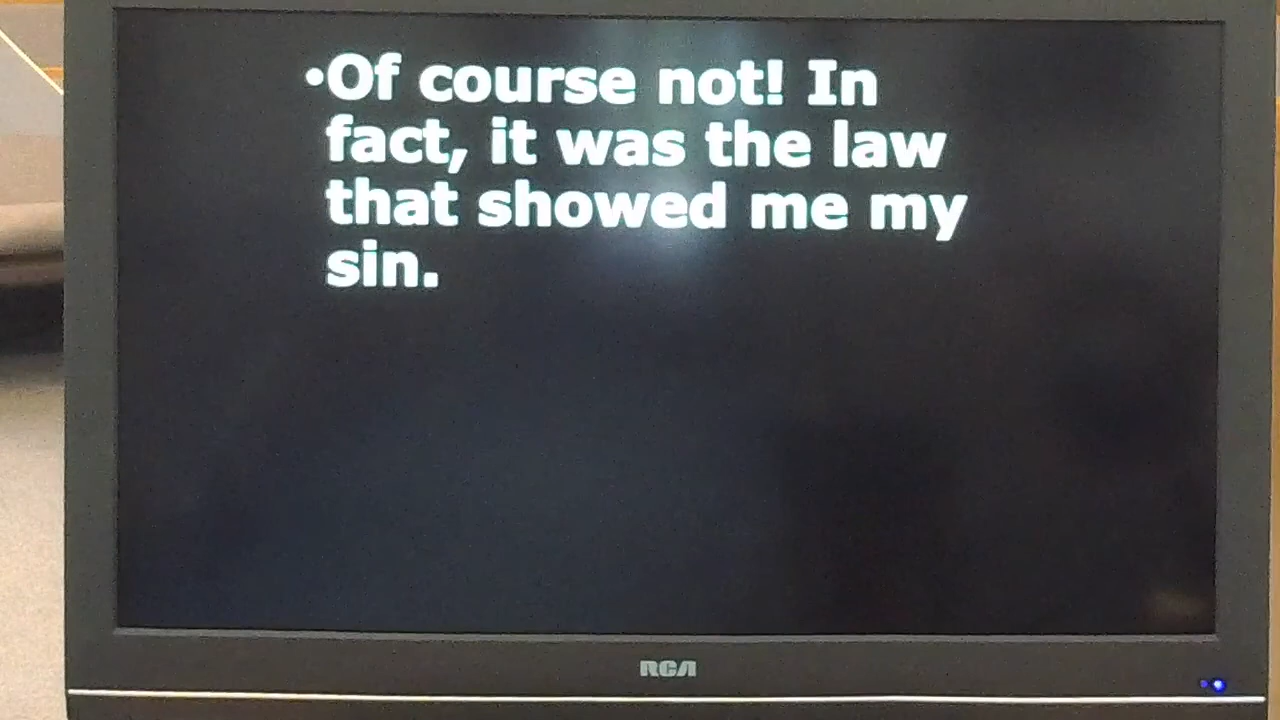 •Of course not! In
fact, it was the law
that showed me my
sin.
RCA